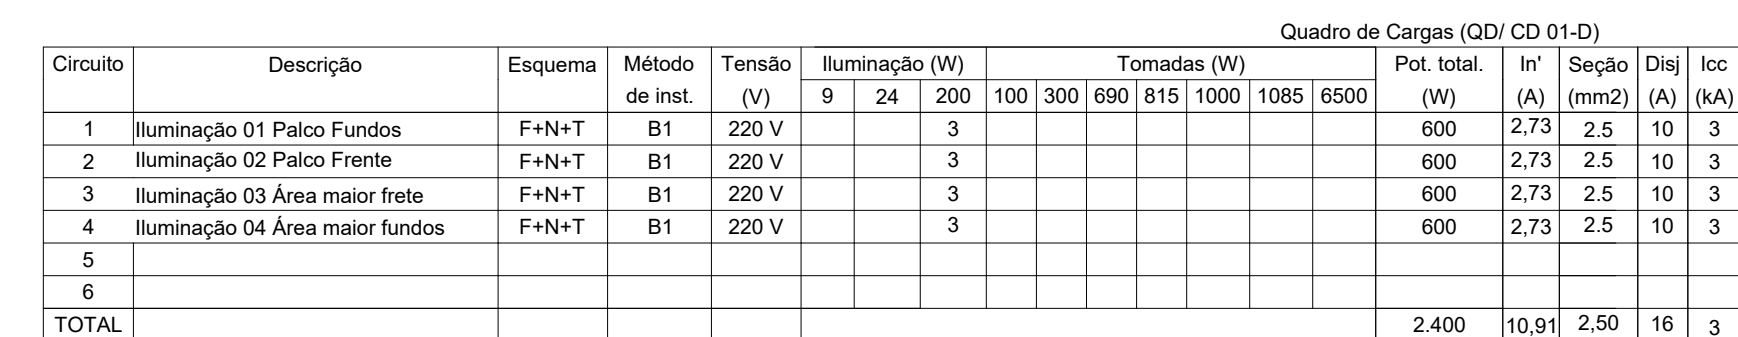 Quadro de Cargas (QD/ CD 01-D)
Circuito Descrição Esquema Método de inst. Tensão (V) Iluminação (W) Tomadas (W) Pot. total. (W) In' (A) Seção (mm2) Disj (A) Icc (kA)
9 24 200 100 300 690 815 1000 1085 6500
1 Iluminação 01 Palco Fundos F+N+T B1 220 V 3 600 2,73 2.5 10 3
2 Iluminação 02 Palco Frente F+N+T B1 220 V 3 600 2,73 2.5 10 3
3 Iluminação 03 Área maior frete F+N+T B1 220 V 3 600 2,73 2.5 10 3
4 Iluminação 04 Área maior fundos F+N+T B1 220 V 3 600 2,73 2.5 10 3
5
6
TOTAL 2.400 10,91 2,50 16 3